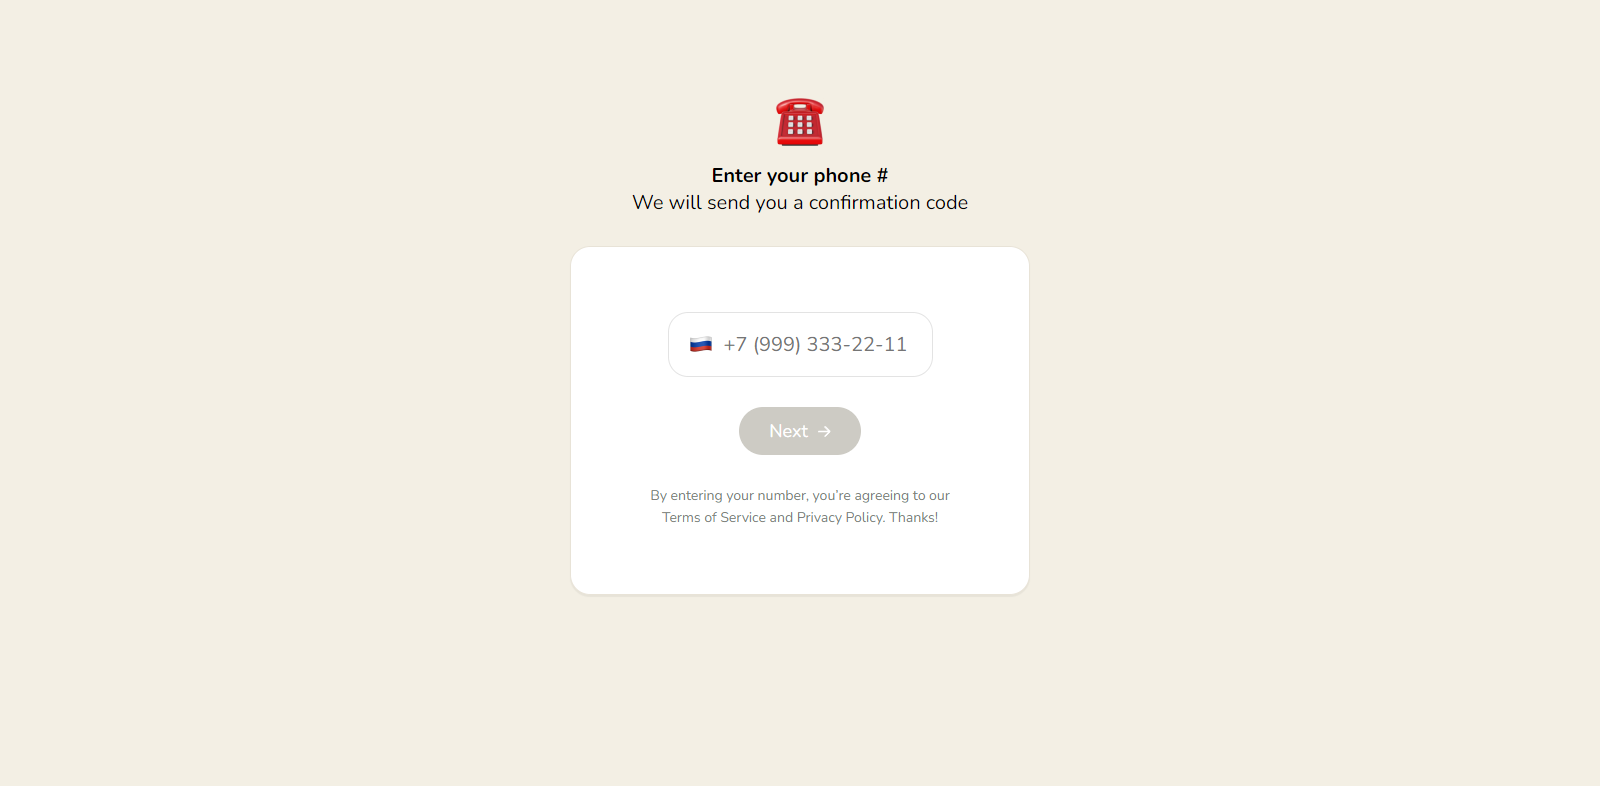 Enter your phone #
We will send you a confirmation code
+7 (999) 333-22-11
Next →
By entering your number, you're agreeing to our
Terms of Service and Privacy Policy. Thanks!